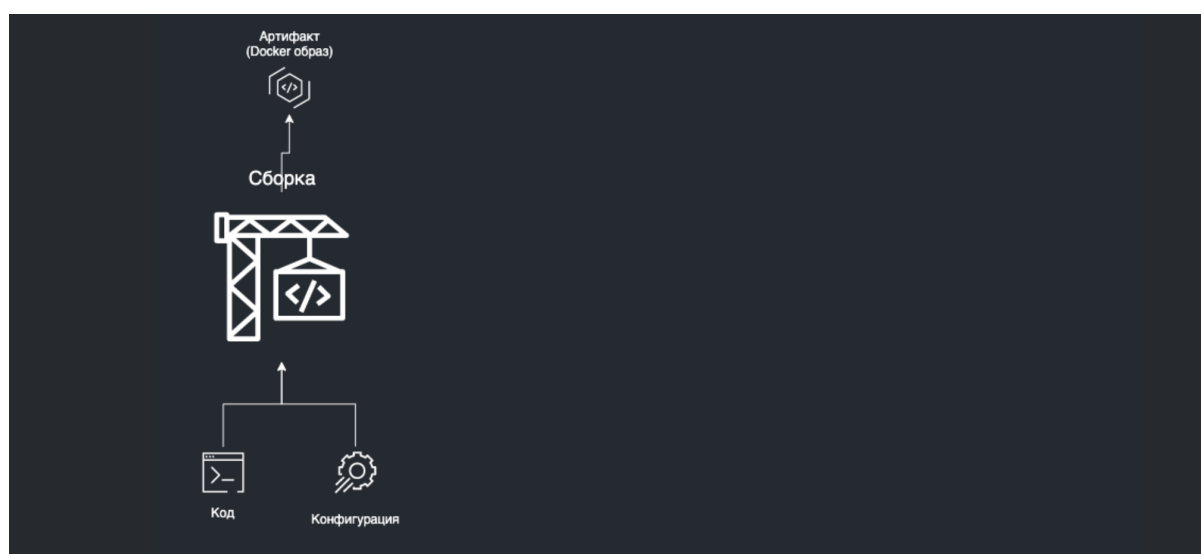 Артифакт
(Docker образ)
</>
Сборка
</>
>_
Код
Конфигурация